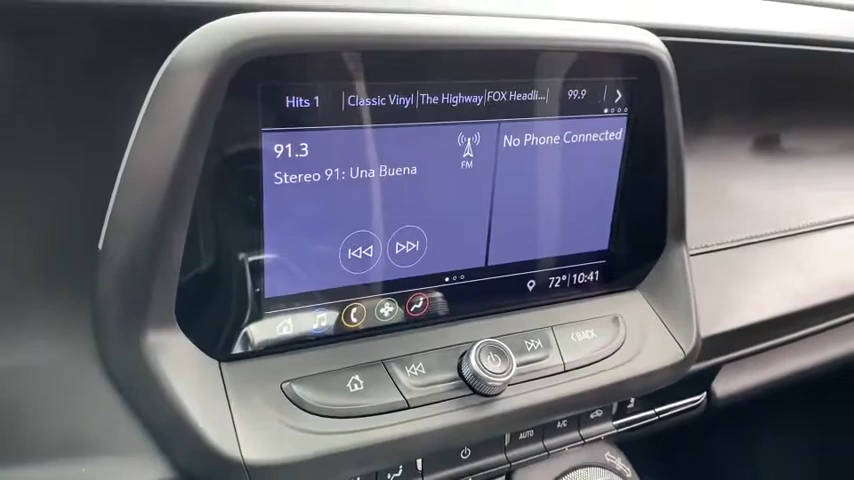 Hits 1 Classic Vinyl The Highway FOX Headli... 99.9
91.3
FM
No Phone Connected
Stereo 91: Una Buena
72° 10:41
BACK
AUTO A/C